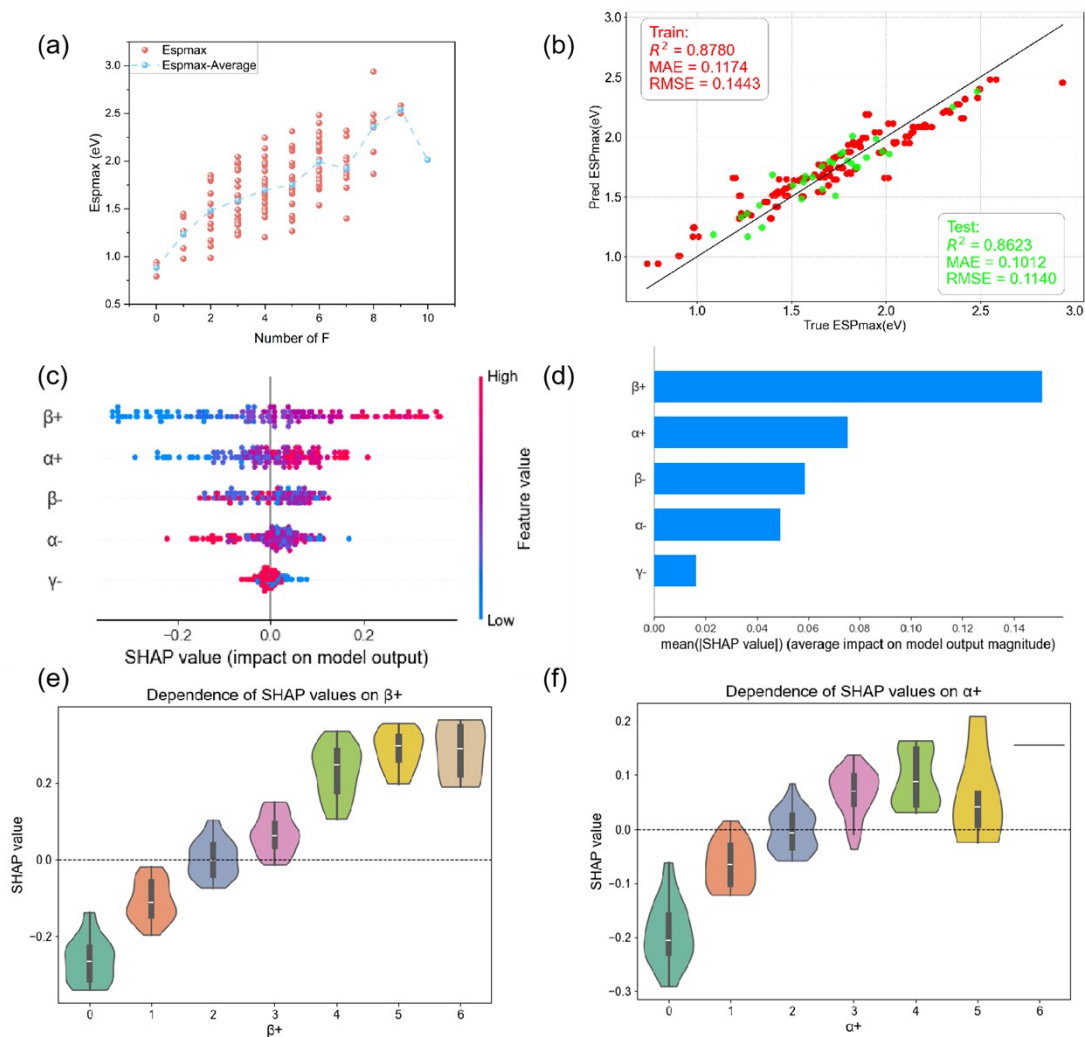 (a)
Espmax
Espmax-Average
3.0
2.5
2.0
1.5
1.0
0.5
Espmax (eV)
0 2 4 6 8 10
Number of F
(b)
Train:
R² = 0.8780
MAE = 0.1174
RMSE = 0.1443
Test:
R² = 0.8623
MAE = 0.1012
RMSE = 0.1140
3.0
2.5
2.0
1.5
1.0
Pred ESPmax(eV)
1.0 1.5 2.0 2.5 3.0
True ESPmax(eV)
(c)
β+
α+
β-
α-
γ-
High
Feature value
Low
−0.2 0.0 0.2
SHAP value (impact on model output)
(d)
β+
α+
β-
α-
γ-
0.00 0.02 0.04 0.06 0.08 0.10 0.12 0.14
mean(|SHAP value|) (average impact on model output magnitude)
(e)
Dependence of SHAP values on β+
0.2
0.0
−0.2
SHAP value
0 1 2 3 4 5 6
β+
(f)
Dependence of SHAP values on α+
0.2
0.1
0.0
−0.1
−0.2
−0.3
SHAP value
0 1 2 3 4 5 6
α+